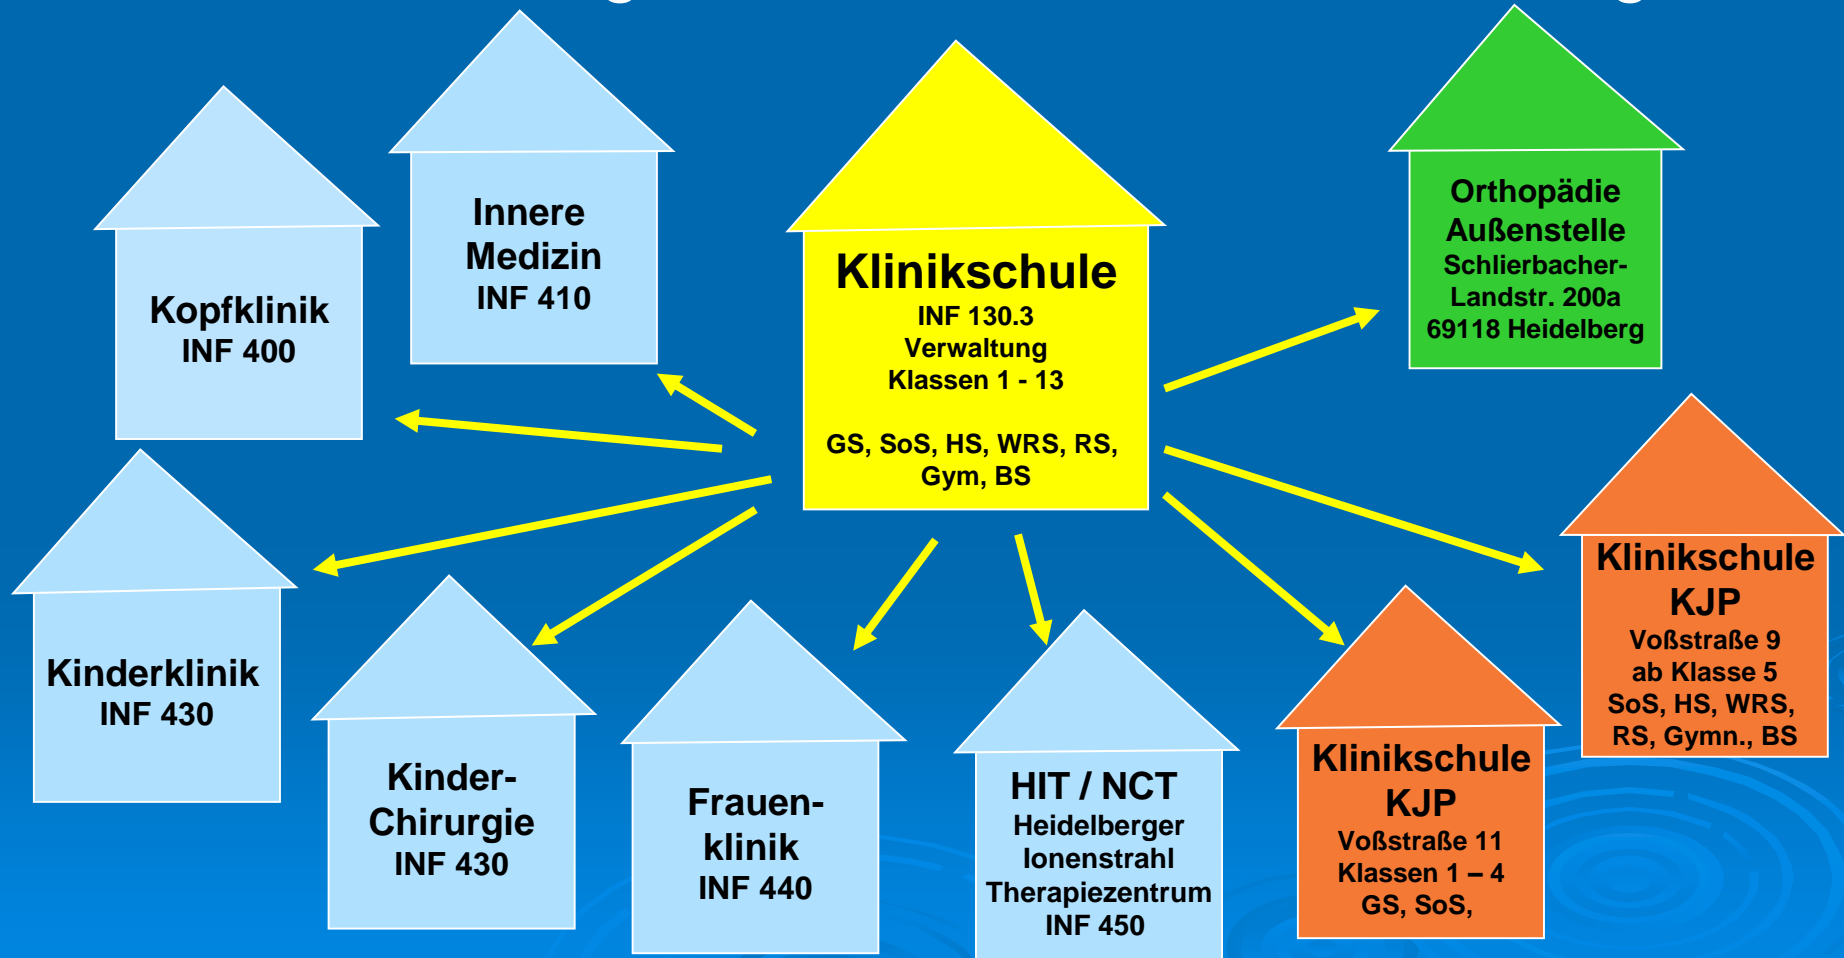 Kopfklinik
INF 400
Innere
Medizin
INF 410
Klinikschule
INF 130.3
Verwaltung
Klassen 1 - 13
GS, SoS, HS, WRS, RS,
Gym, BS
Orthopädie
Außenstelle
Schlierbacher-
Landstr. 200a
69118 Heidelberg
Kinderklinik
INF 430
Kinder-
Chirurgie
INF 430
Frauen-
klinik
INF 440
HIT / NCT
Heidelberger
Ionenstrahl
Therapiezentrum
INF 450
Klinikschule
KJP
Voßstraße 11
Klassen 1 – 4
GS, SoS,
Klinikschule
KJP
Voßstraße 9
ab Klasse 5
SoS, HS, WRS,
RS, Gymn., BS